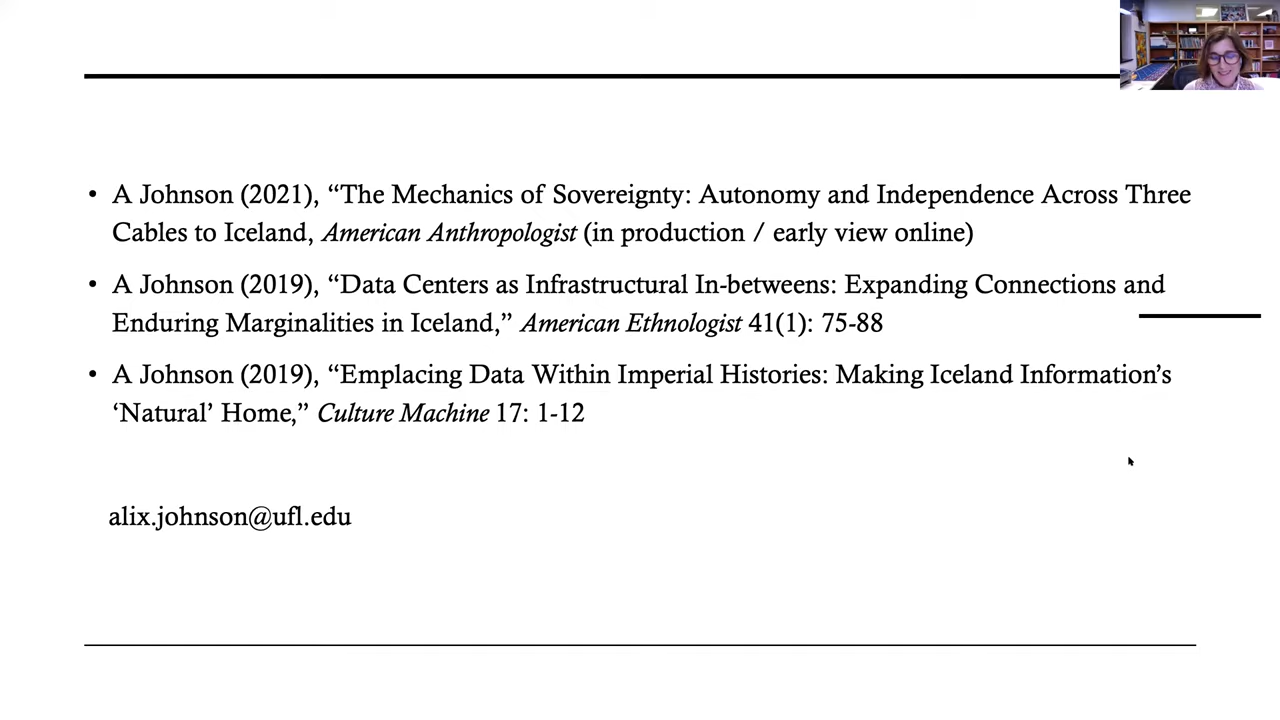 • A Johnson (2021), “The Mechanics of Sovereignty: Autonomy and Independence Across Three
Cables to Iceland, American Anthropologist (in production / early view online)
• A Johnson (2019), “Data Centers as Infrastructural In-betweens: Expanding Connections and
Enduring Marginalities in Iceland,” American Ethnologist 41(1): 75-88
• A Johnson (2019), “Emplacing Data Within Imperial Histories: Making Iceland Information’s
‘Natural’ Home,” Culture Machine 17: 1-12
alix.johnson@ufl.edu